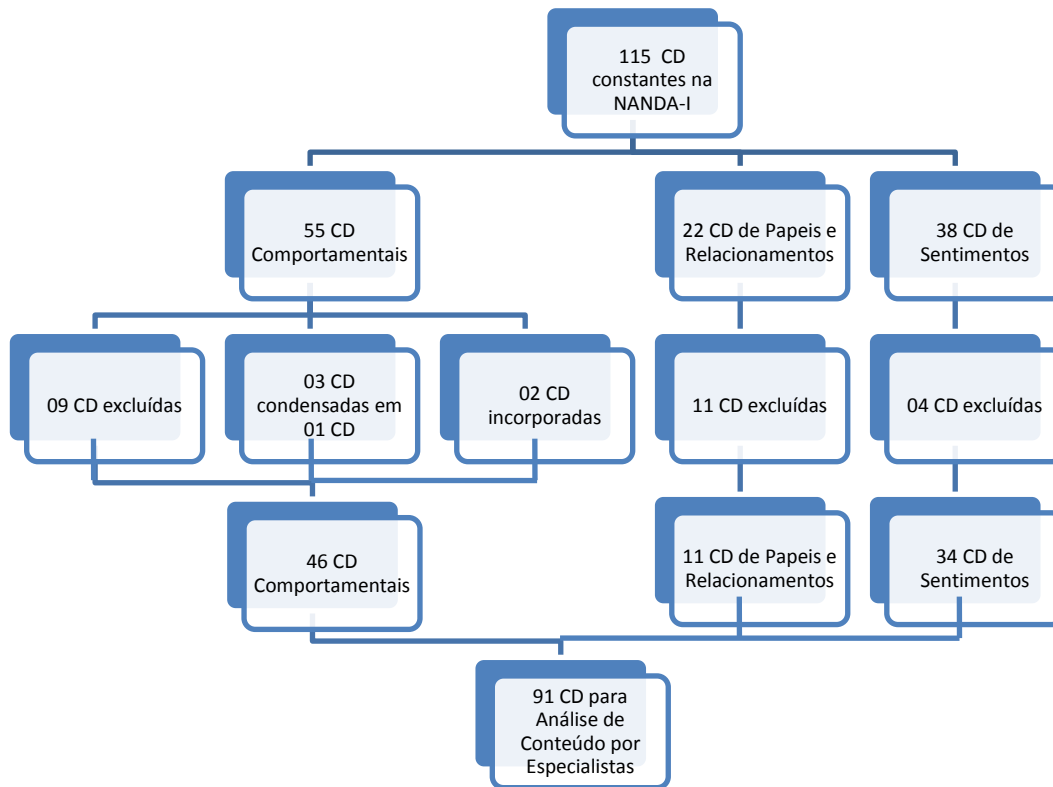 115 CD
constantes na
NANDA-I
55 CD
Comportamentais
22 CD de Papeis e
Relacionamentos
38 CD de
Sentimentos
09 CD excluídas
03 CD
condensadas em
01 CD
02 CD
incorporadas
11 CD excluídas
04 CD excluídas
46 CD
Comportamentais
11 CD de Papeis e
Relacionamentos
34 CD de
Sentimentos
91 CD para
Análise de
Conteúdo por
Especialistas